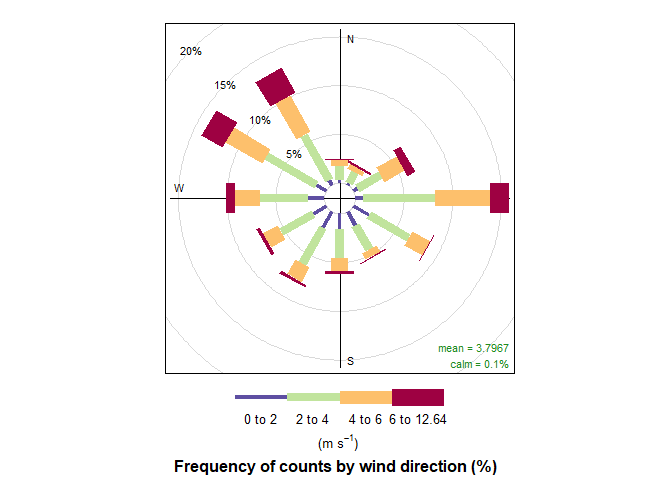 20%
N
15%
10%
5%
W
S
mean = 3.7967
calm = 0.1%
0 to 2 2 to 4 4 to 6 6 to 12.64
(m s⁻¹)
Frequency of counts by wind direction (%)